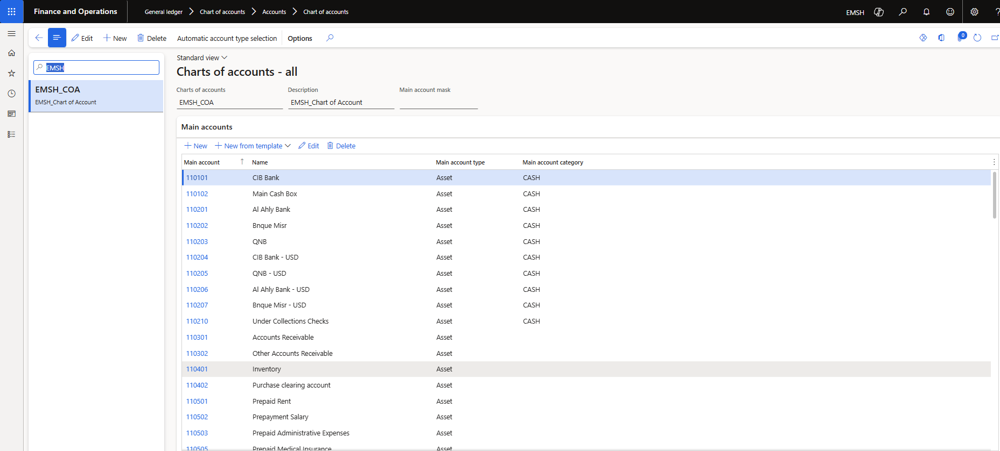 Finance and Operations
General ledger > Chart of accounts > Accounts > Chart of accounts
EMSH
?
Edit New Delete Automatic account type selection Options
0
EMSH
EMSH_COA
EMSH_Chart of Account
Standard view
Charts of accounts - all
Charts of accounts Description Main account mask
EMSH_COA EMSH_Chart of Account
Main accounts
New New from template Edit Delete
Main account ↑ Name Main account type Main account category
110101 CIB Bank Asset CASH
110102 Main Cash Box Asset CASH
110201 Al Ahly Bank Asset CASH
110202 Bnque Misr Asset CASH
110203 QNB Asset CASH
110204 CIB Bank - USD Asset CASH
110205 QNB - USD Asset CASH
110206 Al Ahly Bank - USD Asset CASH
110207 Bnque Misr - USD Asset CASH
110210 Under Collections Checks Asset CASH
110301 Accounts Receivable Asset
110302 Other Accounts Receivable Asset
110401 Inventory Asset
110402 Purchase clearing account Asset
110501 Prepaid Rent Asset
110502 Prepayment Salary Asset
110503 Prepaid Administrative Expenses Asset
110505 Prepaid Medical Insurance Asset